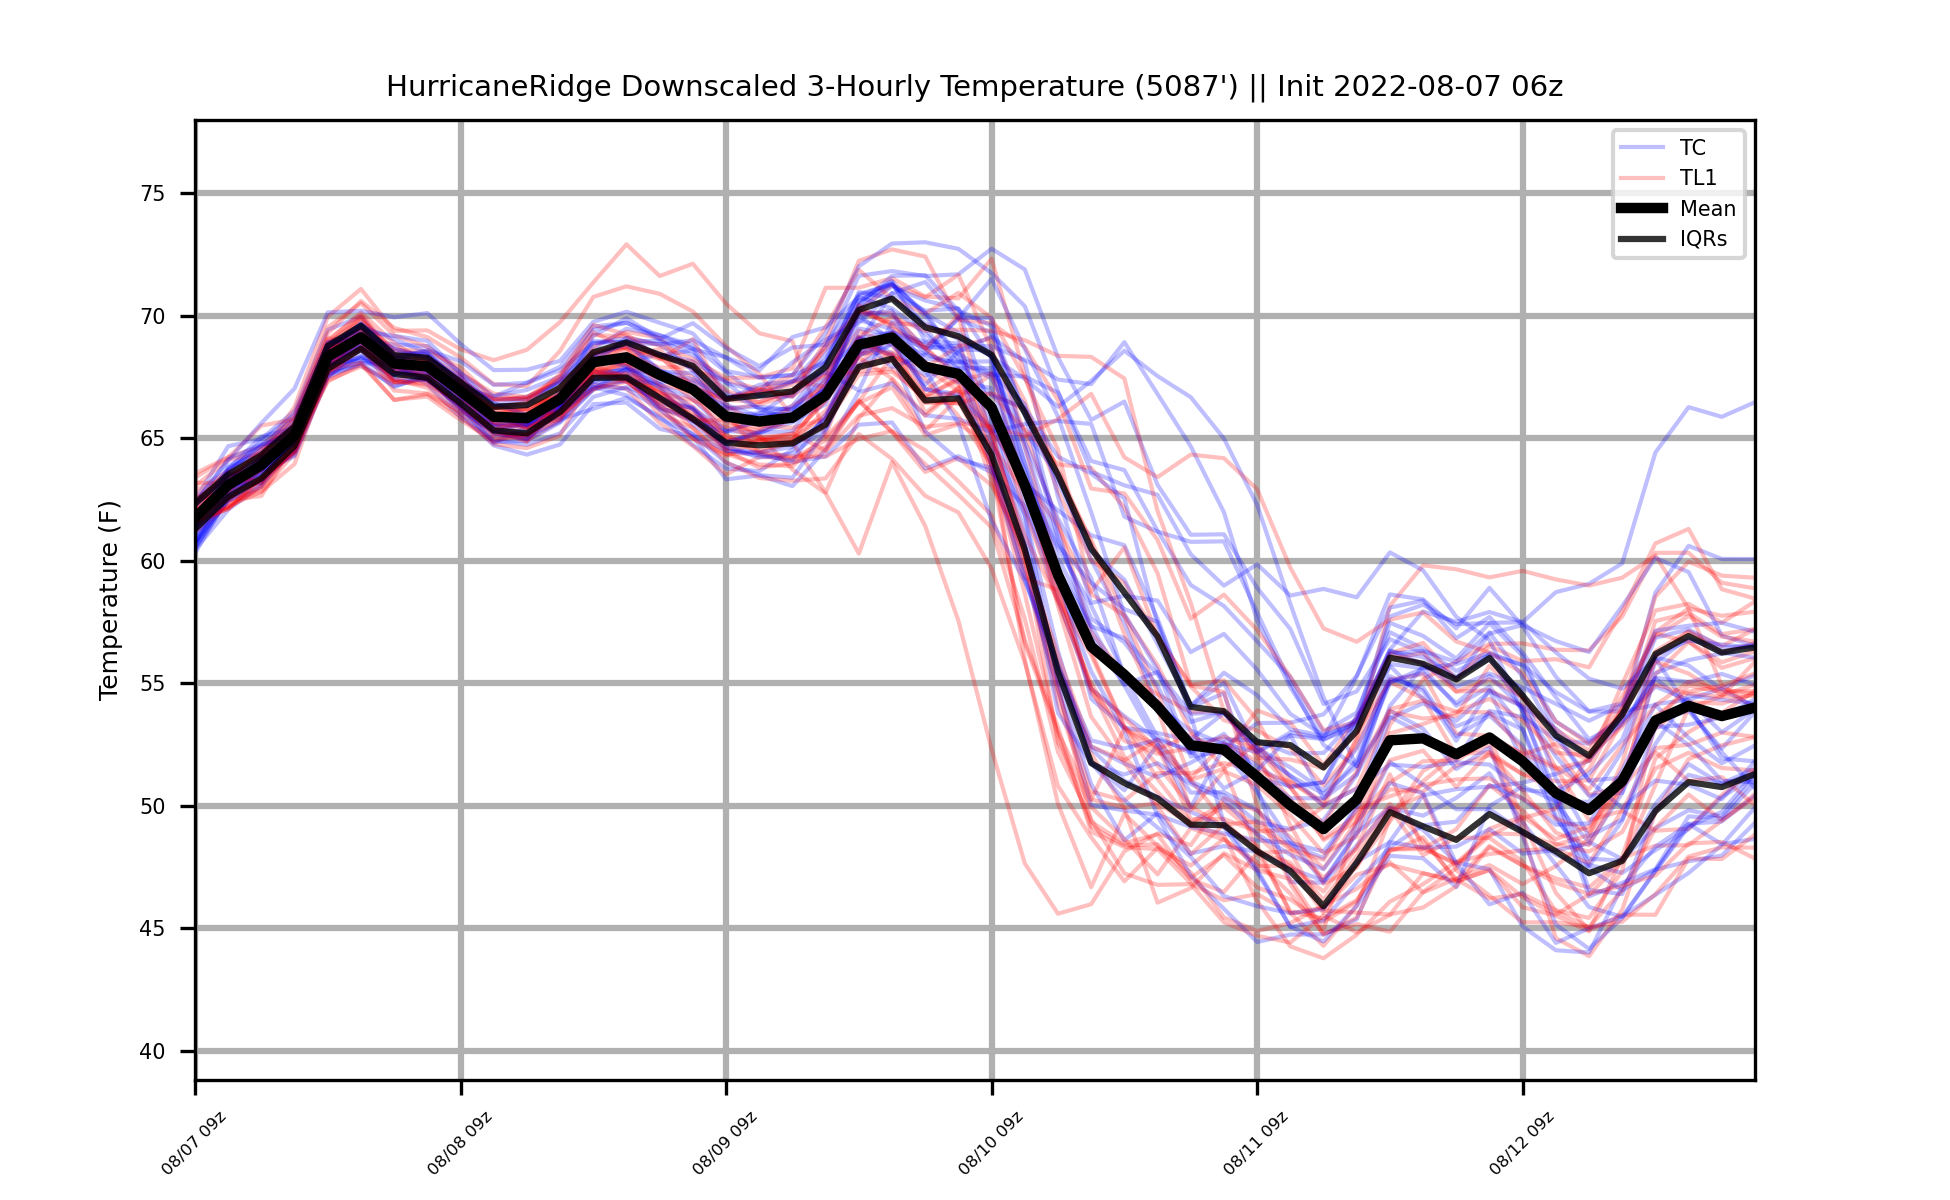 HurricaneRidge Downscaled 3-Hourly Temperature (5087') || Init 2022-08-07 06z
TC
TL1
Mean
IQRs
Temperature (F)
75
70
65
60
55
50
45
40
08/07 09z
08/08 09z
08/09 09z
08/10 09z
08/11 09z
08/12 09z